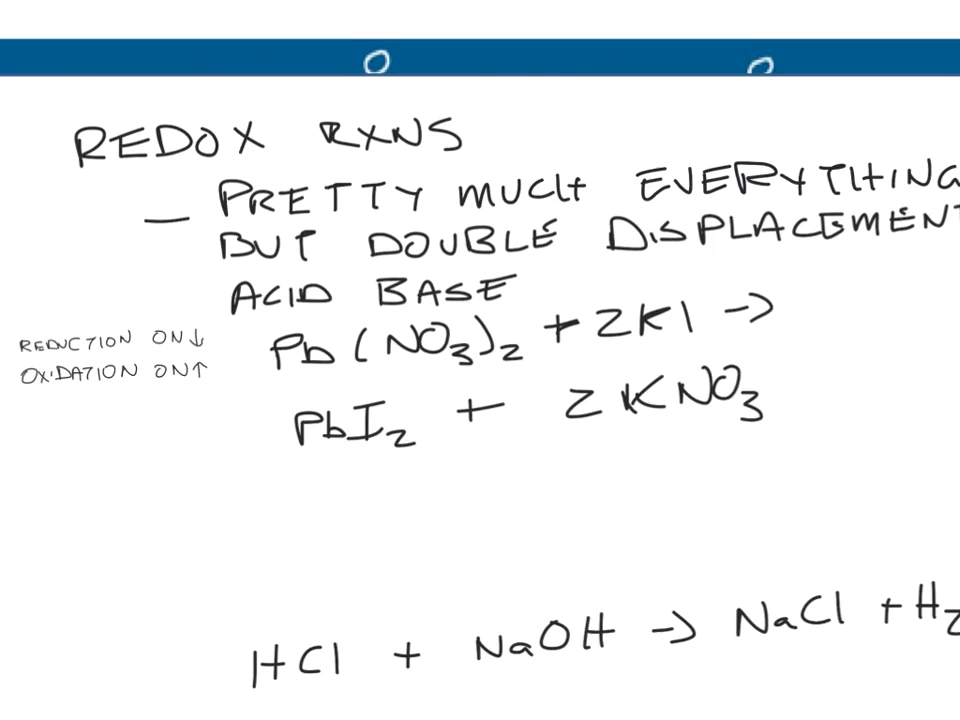 REDOX RXNS
— PRETTY MUCH EVERYTHING
BUT DOUBLE DISPLACEMENT
ACID BASE
REDUCTION ON↓
OXIDATION ON↑
Pb(NO₃)₂ + 2KI →
PbI₂ + 2KNO₃
HCl + NaOH → NaCl + H₂